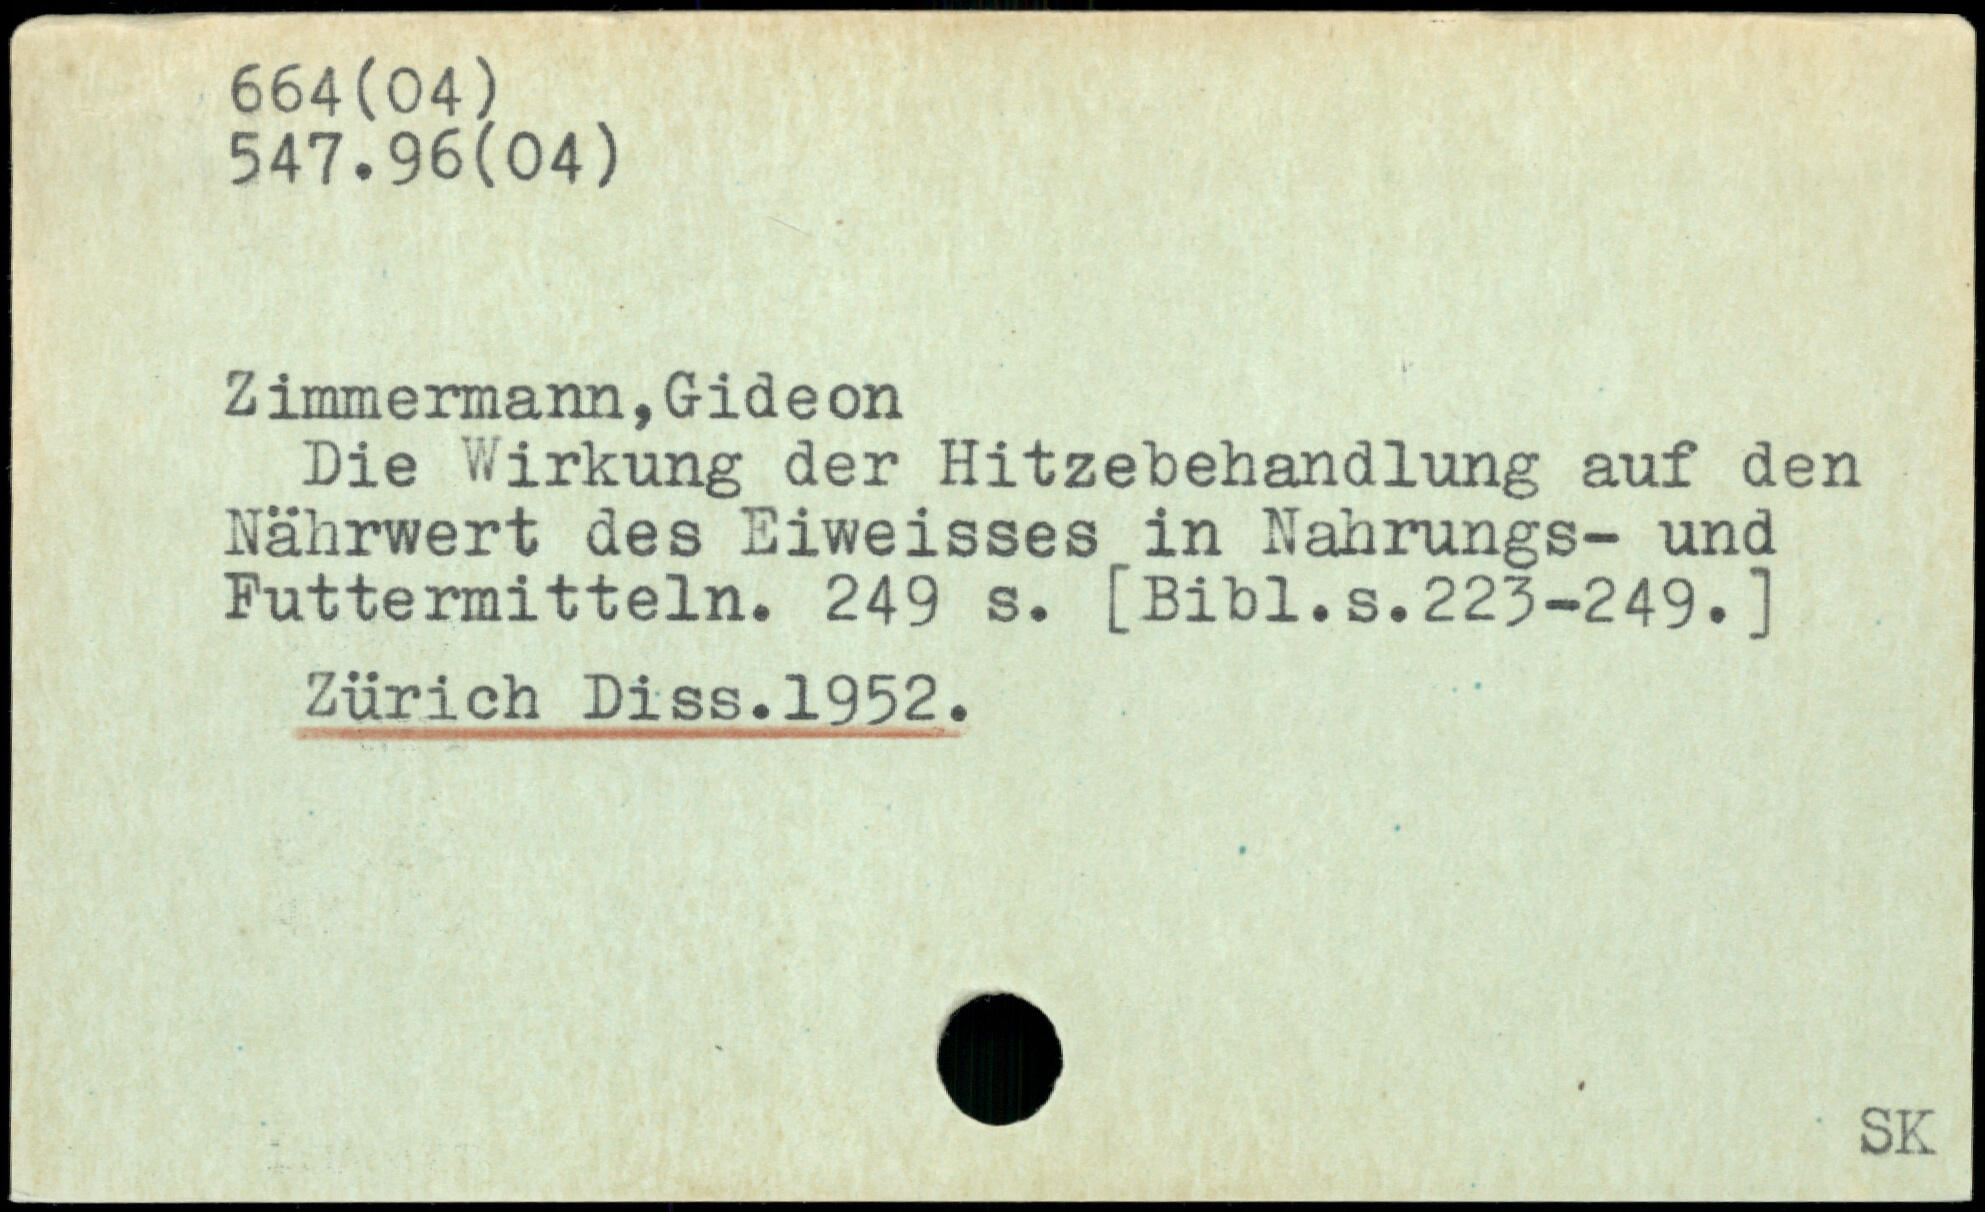 664(04)
547.96(04)
Zimmermann,Gideon
Die Wirkung der Hitzebehandlung auf den
Nährwert des Eiweisses in Nahrungs- und
Futtermitteln. 249 s. [Bibl.s.223-249.]
Zürich Diss.1952.
SK